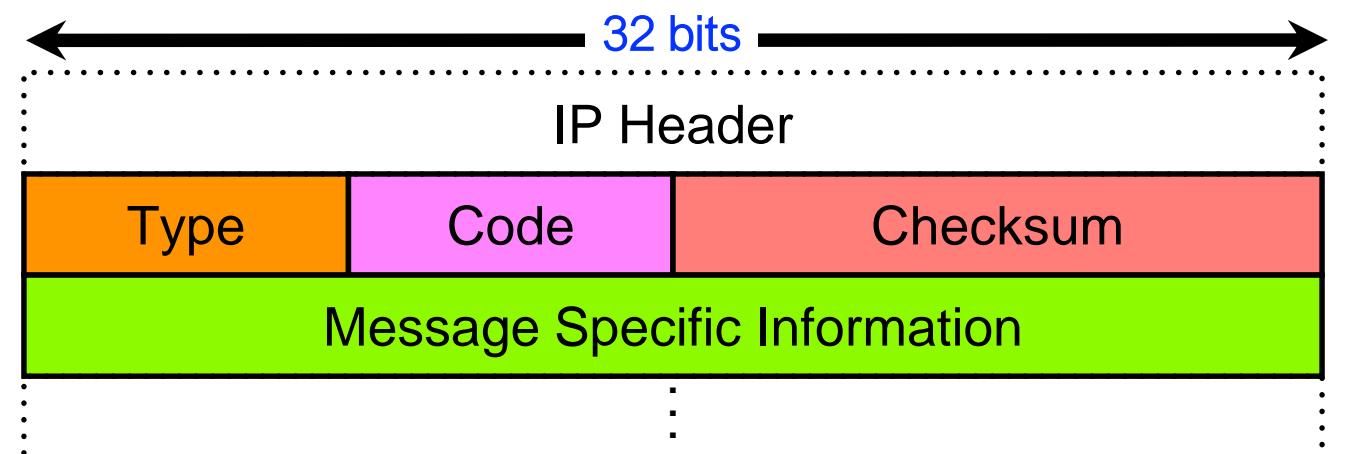 32 bits
IP Header
Type Code Checksum
Message Specific Information